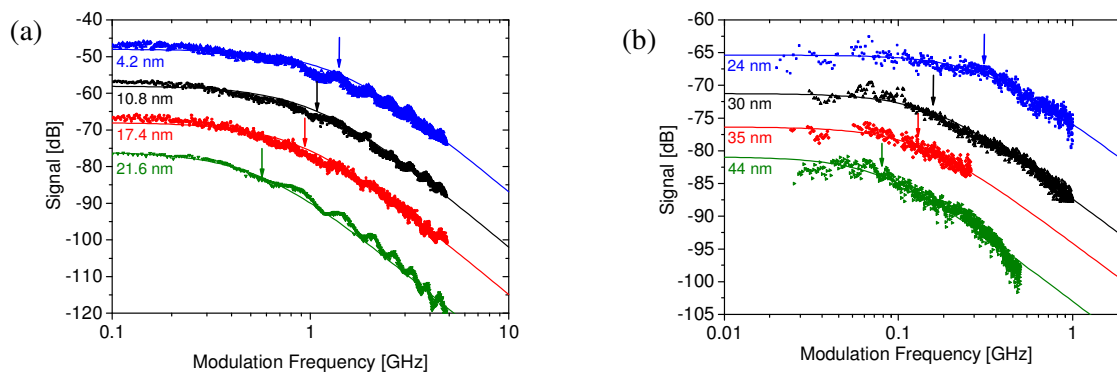 (a)
Signal [dB]
-40
-50
-60
-70
-80
-90
-100
-110
-120
4.2 nm
10.8 nm
17.4 nm
21.6 nm
0.1
1
10
Modulation Frequency [GHz]
(b)
Signal [dB]
-60
-65
-70
-75
-80
-85
-90
-95
-100
-105
24 nm
30 nm
35 nm
44 nm
0.01
0.1
1
Modulation Frequency [GHz]